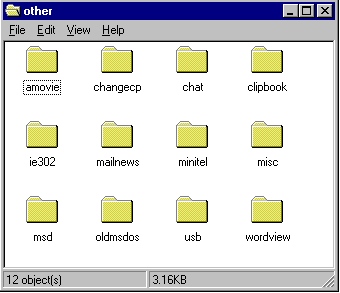 other
File Edit View Help
amovie changecp chat clipbook
ie302 mailnews minitel misc
msd oldmsdos usb wordview
12 object(s) 3.16KB